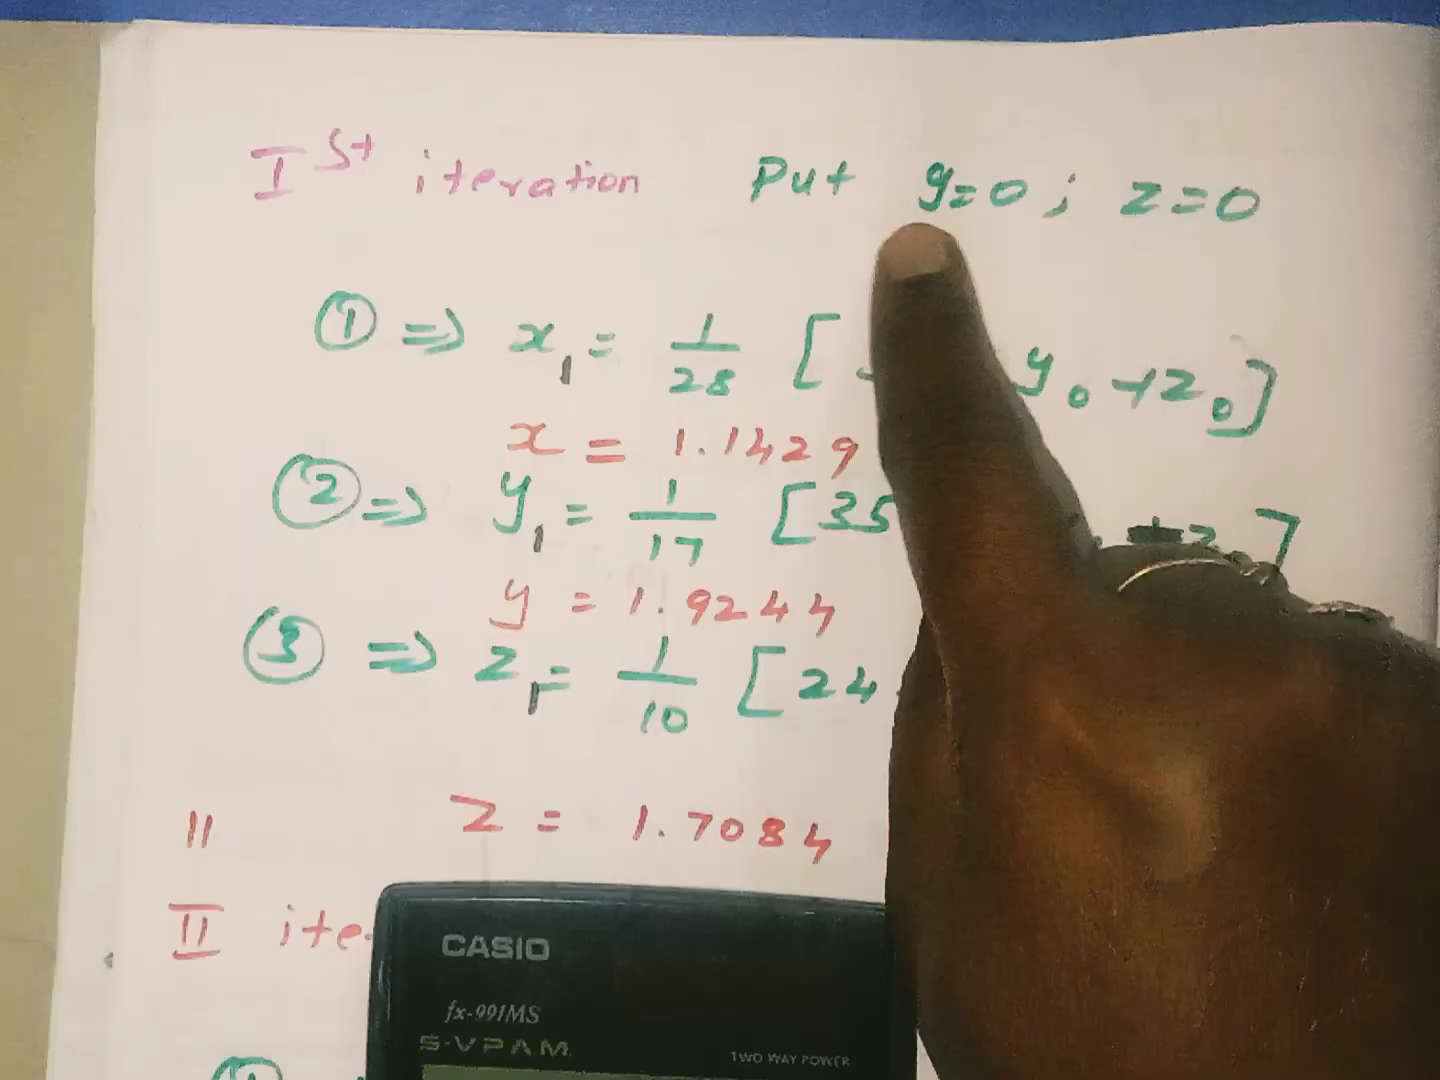 Ist iteration Put y=0; z=0
① ⇒ x₁ = 1/28 [ y₀ + z₀]
x = 1.1429
② ⇒ y₁ = 1/17 [35 ]
y = 1.9244
③ ⇒ z₁ = 1/10 [24
z = 1.7084
II
II ite
CASIO
fx-991MS
S-VPAM
TWO WAY POWER